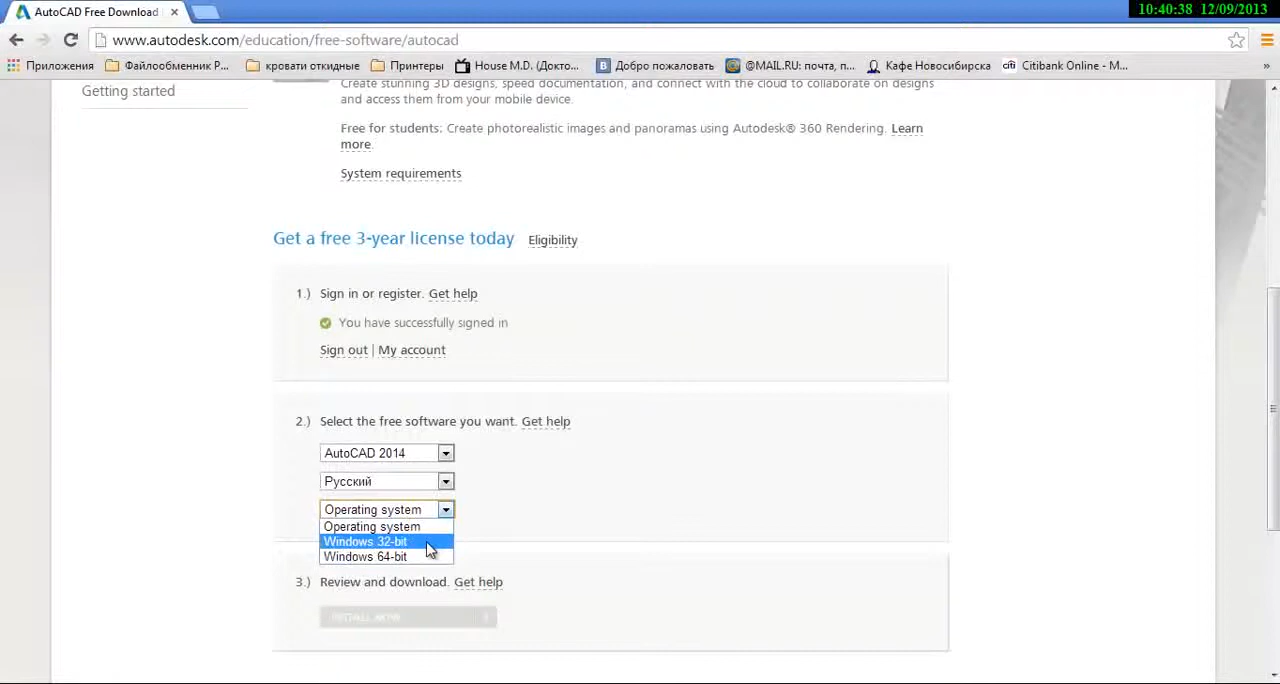 AutoCAD Free Download
10:40:38 12/09/2013
www.autodesk.com/education/free-software/autocad
Приложения
Файлообменник Р...
кровати откидные
Принтеры
House M.D. (Докто...
Добро пожаловать
@MAIL.RU: почта, п...
Кафе Новосибирска
citi Citibank Online - М...
»
Getting started
Create stunning 3D designs, speed documentation, and connect with the cloud to collaborate on designs
and access them from your mobile device.
Free for students: Create photorealistic images and panoramas using Autodesk® 360 Rendering. Learn
more.
System requirements
Get a free 3-year license today Eligibility
1.) Sign in or register. Get help
You have successfully signed in
Sign out | My account
2.) Select the free software you want. Get help
AutoCAD 2014
Русский
Operating system
Operating system
Windows 32-bit
Windows 64-bit
3.) Review and download. Get help
INSTALL NOW